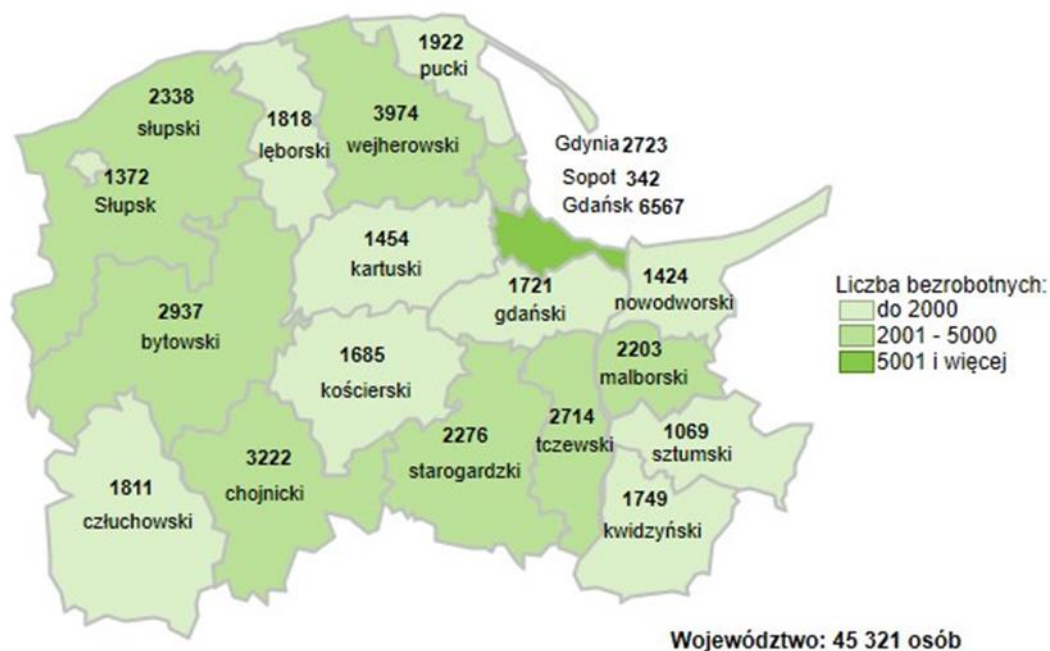 1922
pucki
2338
słupski
1818
lęborski
3974
wejherowski
Gdynia 2723
Sopot 342
Gdańsk 6567
1372
Słupsk
1454
kartuski
1721
gdański
1424
nowodworski
Liczba bezrobotnych:
do 2000
2001 - 5000
5001 i więcej
2937
bytowski
1685
kościerski
2203
malborski
2714
tczewski
2276
starogardzki
1069
sztumski
3222
chojnicki
1811
człuchowski
1749
kwidzyński
Województwo: 45 321 osób